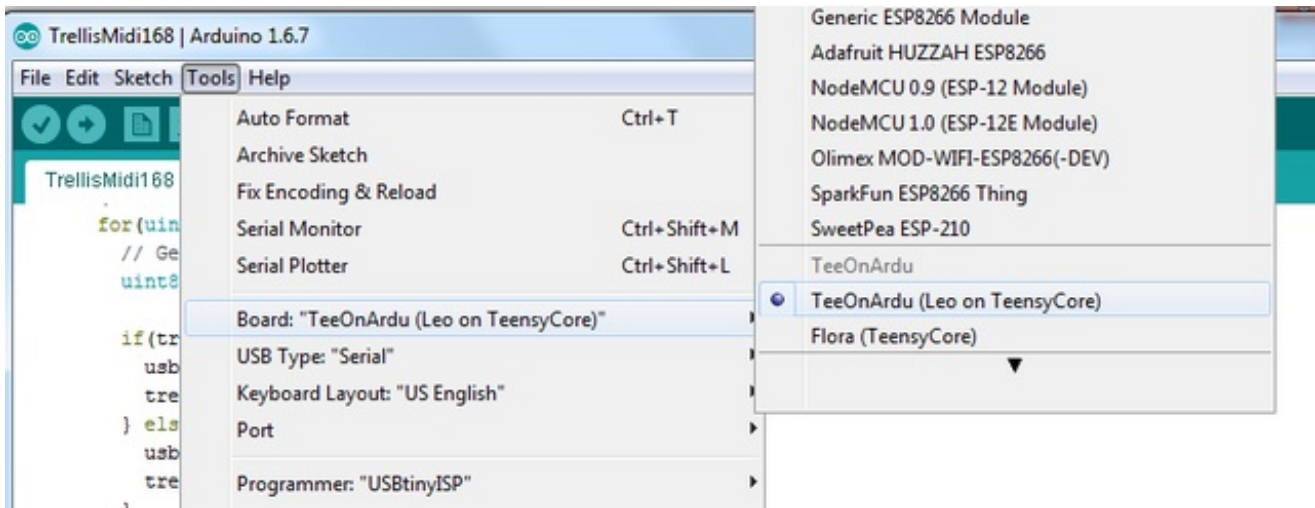 TrellisMidi168 | Arduino 1.6.7
File Edit Sketch Tools Help
TrellisMidi168
for(uin
// Ge
uint8
if(tr
usb
tre
} els
usb
tre
}
Auto Format Ctrl+T
Archive Sketch
Fix Encoding & Reload
Serial Monitor Ctrl+Shift+M
Serial Plotter Ctrl+Shift+L
Board: "TeeOnArdu (Leo on TeensyCore)"
USB Type: "Serial"
Keyboard Layout: "US English"
Port
Programmer: "USBtinyISP"
Generic ESP8266 Module
Adafruit HUZZAH ESP8266
NodeMCU 0.9 (ESP-12 Module)
NodeMCU 1.0 (ESP-12E Module)
Olimex MOD-WIFI-ESP8266(-DEV)
SparkFun ESP8266 Thing
SweetPea ESP-210
TeeOnArdu
TeeOnArdu (Leo on TeensyCore)
Flora (TeensyCore)